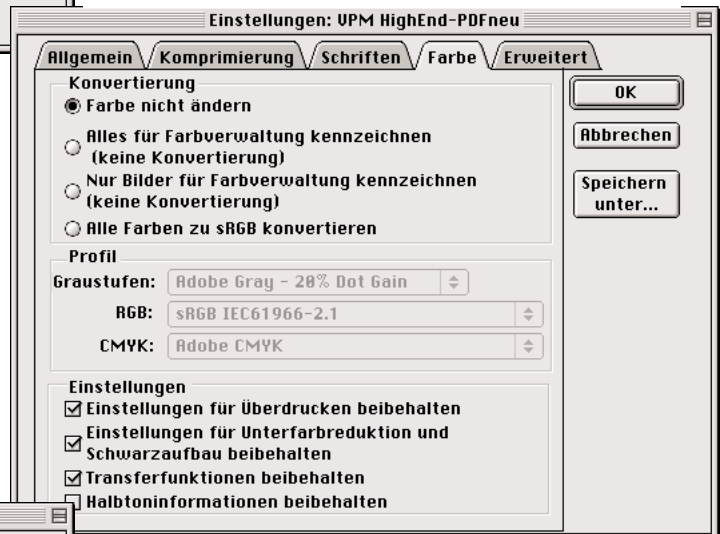 Einstellungen: VPM HighEnd-PDFneu
Allgemein Komprimierung Schriften Farbe Erweitert
Konvertierung
Farbe nicht ändern
Alles für Farbverwaltung kennzeichnen
(keine Konvertierung)
Nur Bilder für Farbverwaltung kennzeichnen
(keine Konvertierung)
Alle Farben zu sRGB konvertieren
OK
Abbrechen
Speichern
unter...
Profil
Graustufen: Adobe Gray - 20% Dot Gain
RGB: sRGB IEC61966-2.1
CMYK: Adobe CMYK
Einstellungen
Einstellungen für Überdrucken beibehalten
Einstellungen für Unterfarbreduktion und
Schwarzaufbau beibehalten
Transferfunktionen beibehalten
Halbtoninformationen beibehalten